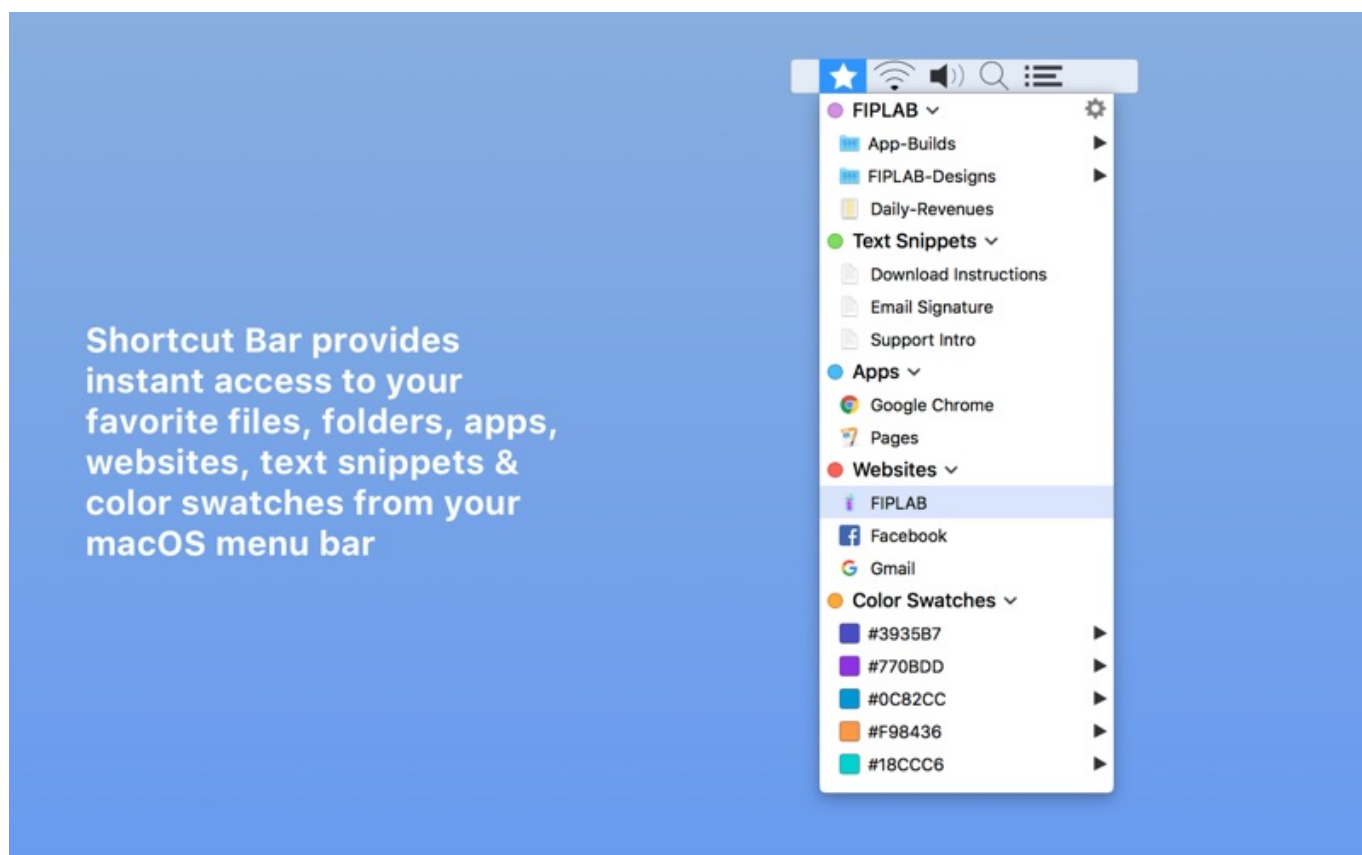 Shortcut Bar provides
instant access to your
favorite files, folders, apps,
websites, text snippets &
color swatches from your
macOS menu bar
FIPLAB
App-Builds
FIPLAB-Designs
Daily-Revenues
Text Snippets
Download Instructions
Email Signature
Support Intro
Apps
Google Chrome
Pages
Websites
FIPLAB
Facebook
Gmail
Color Swatches
#3935B7
#770BDD
#0C82CC
#F98436
#18CCC6